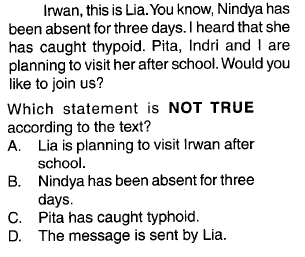 Irwan, this is Lia. You know, Nindya has
been absent for three days. I heard that she
has caught thypoid. Pita, Indri and I are
planning to visit her after school. Would you
like to join us?
Which statement is NOT TRUE
according to the text?
A. Lia is planning to visit Irwan after
school.
B. Nindya has been absent for three
days.
C. Pita has caught typhoid.
D. The message is sent by Lia.